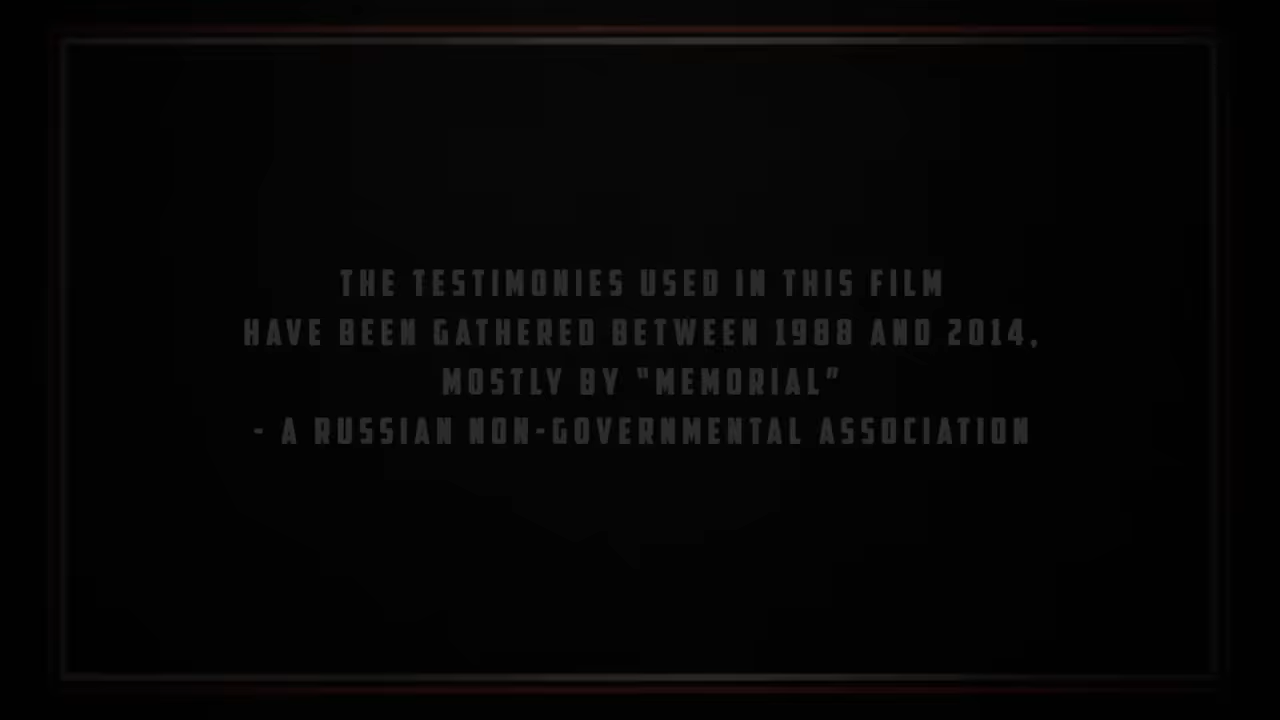 THE TESTIMONIES USED IN THIS FILM
HAVE BEEN GATHERED BETWEEN 1988 AND 2014,
MOSTLY BY “MEMORIAL”
- A RUSSIAN NON-GOVERNMENTAL ASSOCIATION